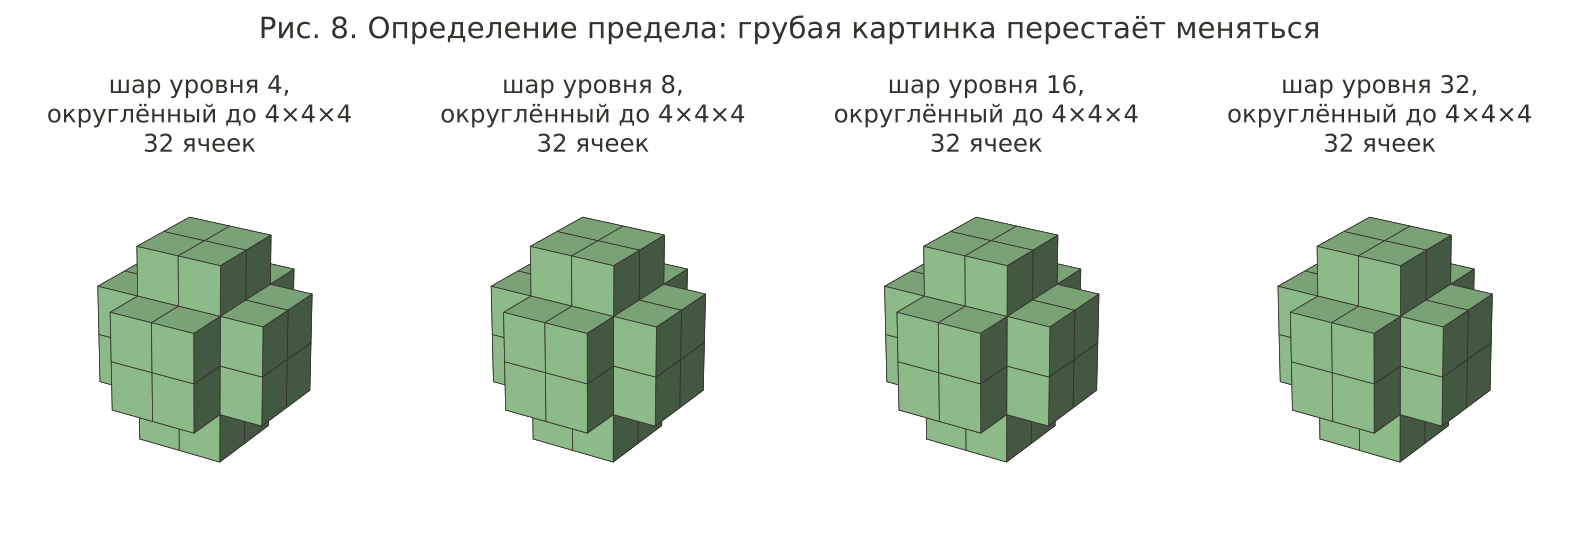 Рис. 8. Определение предела: грубая картинка перестаёт меняться
шар уровня 4,
округлённый до 4×4×4
32 ячеек
шар уровня 8,
округлённый до 4×4×4
32 ячеек
шар уровня 16,
округлённый до 4×4×4
32 ячеек
шар уровня 32,
округлённый до 4×4×4
32 ячеек